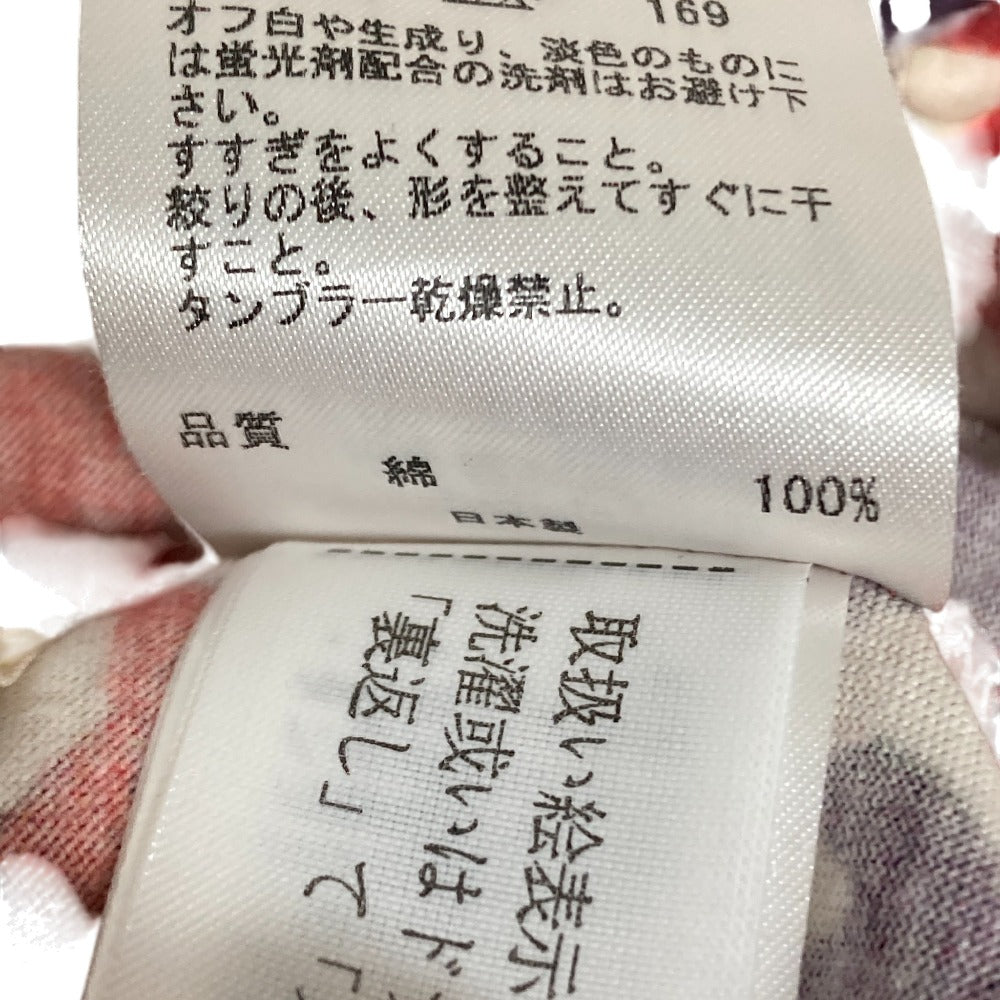 169
オフ白や生成り、淡色のものに
は蛍光剤配合の洗剤はお避け下
さい。
すすぎをよくすること。
絞りの後、形を整えてすぐに干
すこと。
タンブラー乾燥禁止。
品質
綿 100%
日本製
取扱い絵表示
洗濯或いはド
「裏返し」て